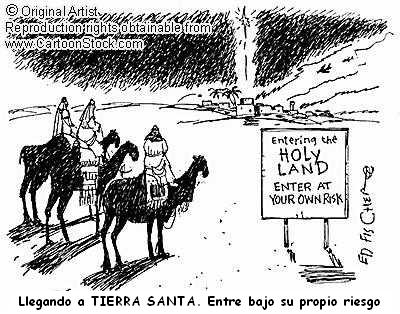 © Original Artist
Reproduction rights obtainable from
www.CartoonStock.com
Entering the
HOLY
LAND
ENTER AT
YOUR OWN RISK
ED FISCHER
Llegando a TIERRA SANTA. Entre bajo su propio riesgo